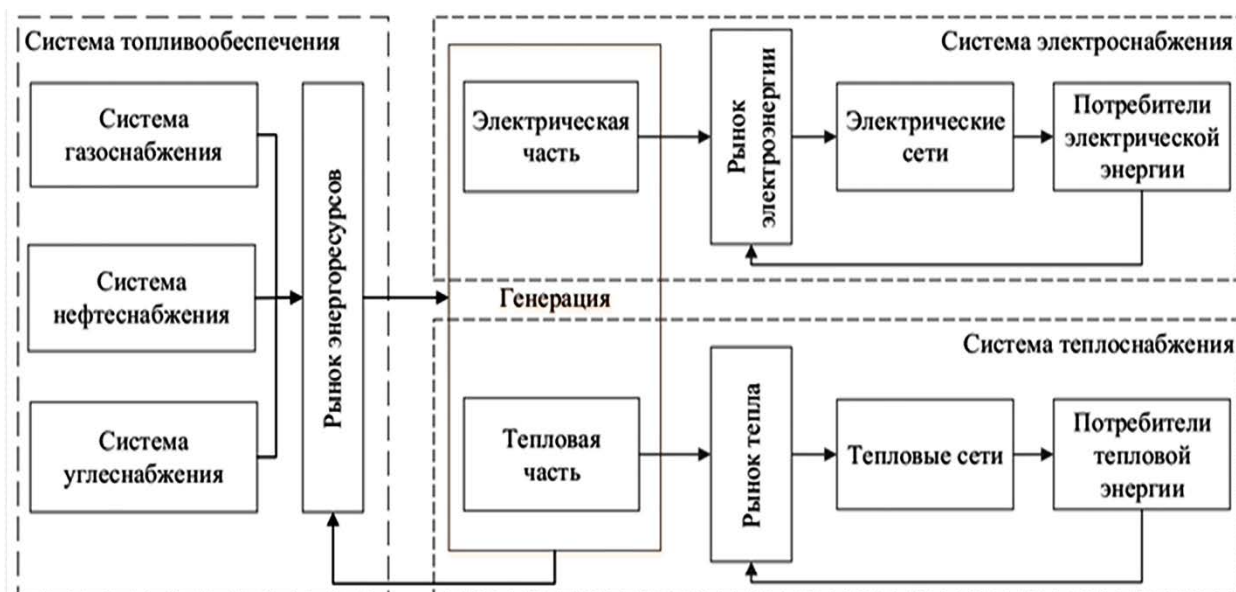 Система топливообеспечения
Система
газоснабжения
Система
нефтеснабжения
Система
углеснабжения
Рынок энергоресурсов
Генерация
Система электроснабжения
Электрическая
часть
Рынок
электроэнергии
Электрические
сети
Потребители
электрической
энергии
Система теплоснабжения
Тепловая
часть
Рынок тепла
Тепловые сети
Потребители
тепловой
энергии